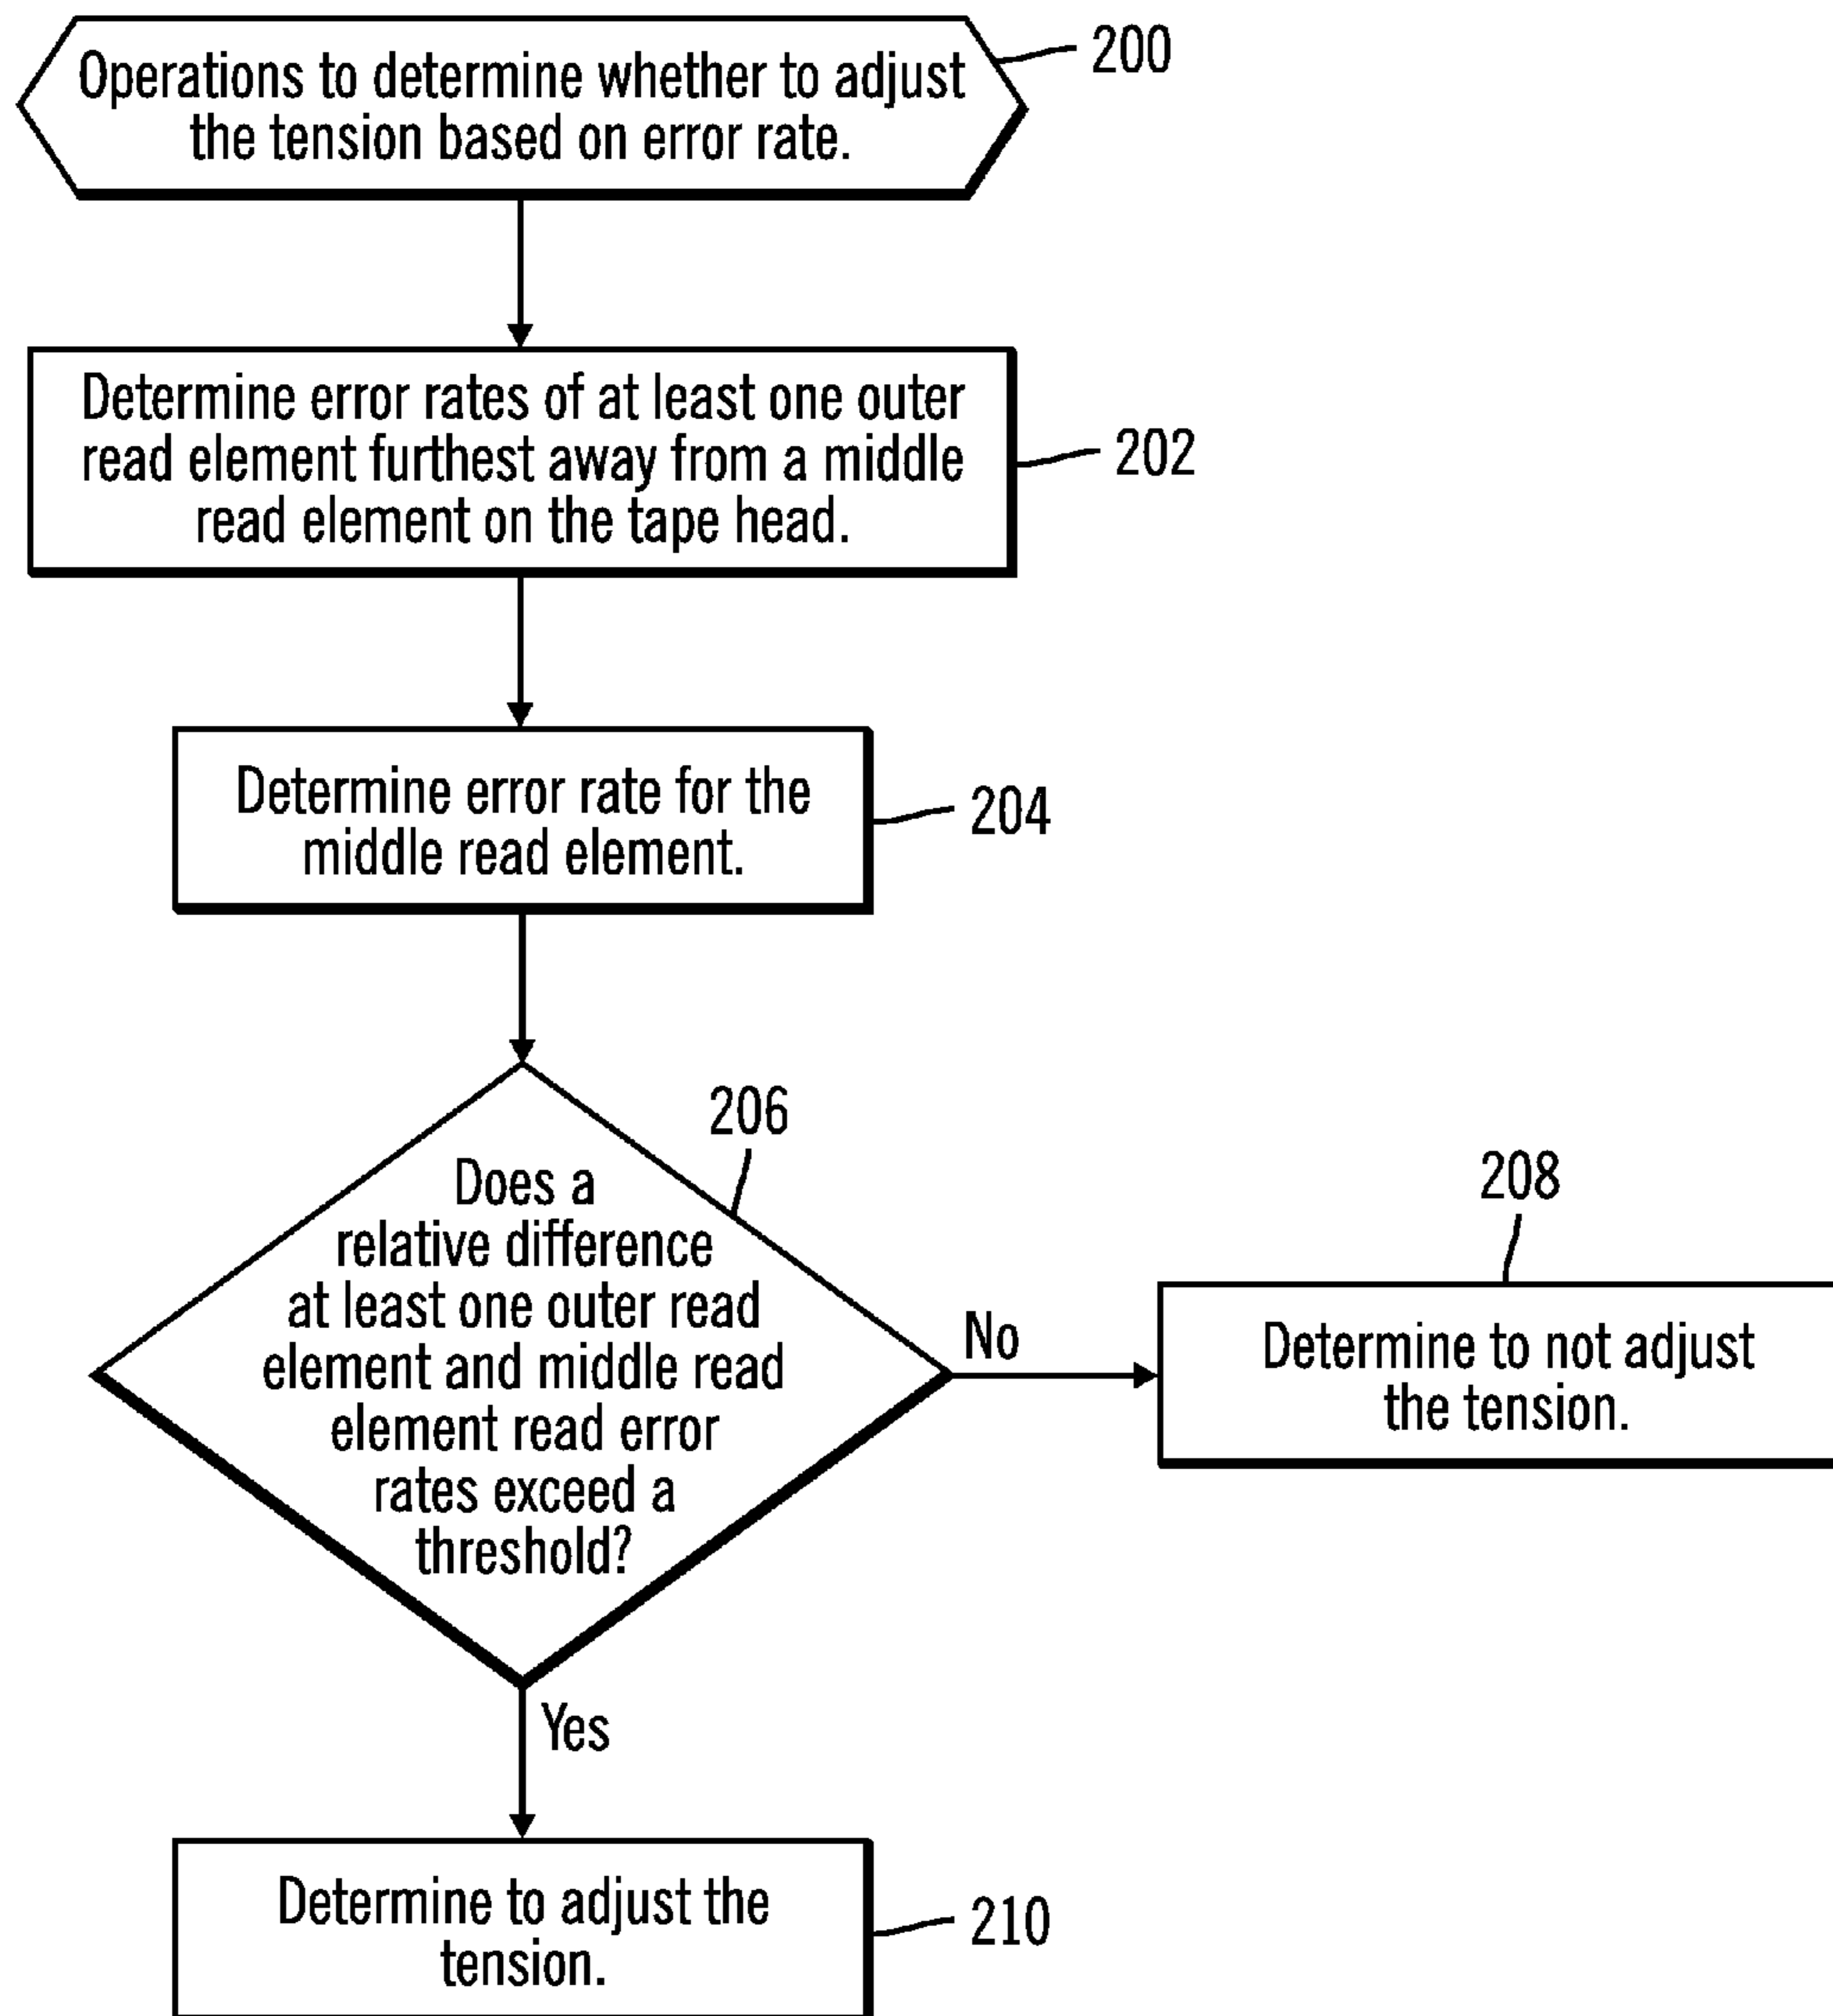 Operations to determine whether to adjust
the tension based on error rate.
200
Determine error rates of at least one outer
read element furthest away from a middle
read element on the tape head.
202
Determine error rate for the
middle read element.
204
206
Does a
relative difference
at least one outer read
element and middle read
element read error
rates exceed a
threshold?
No
208
Determine to not adjust
the tension.
Yes
Determine to adjust the
tension.
210